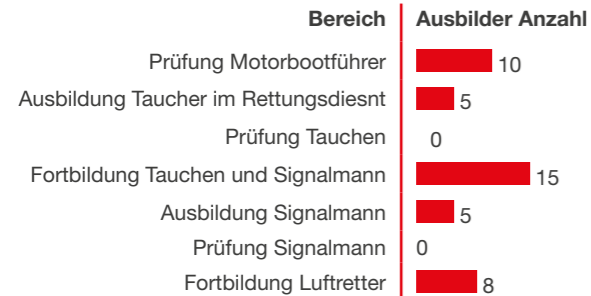 Bereich Ausbilder Anzahl
Prüfung Motorbootführer 10
Ausbildung Taucher im Rettungsdiesnt 5
Prüfung Tauchen 0
Fortbildung Tauchen und Signalmann 15
Ausbildung Signalmann 5
Prüfung Signalmann 0
Fortbildung Luftretter 8